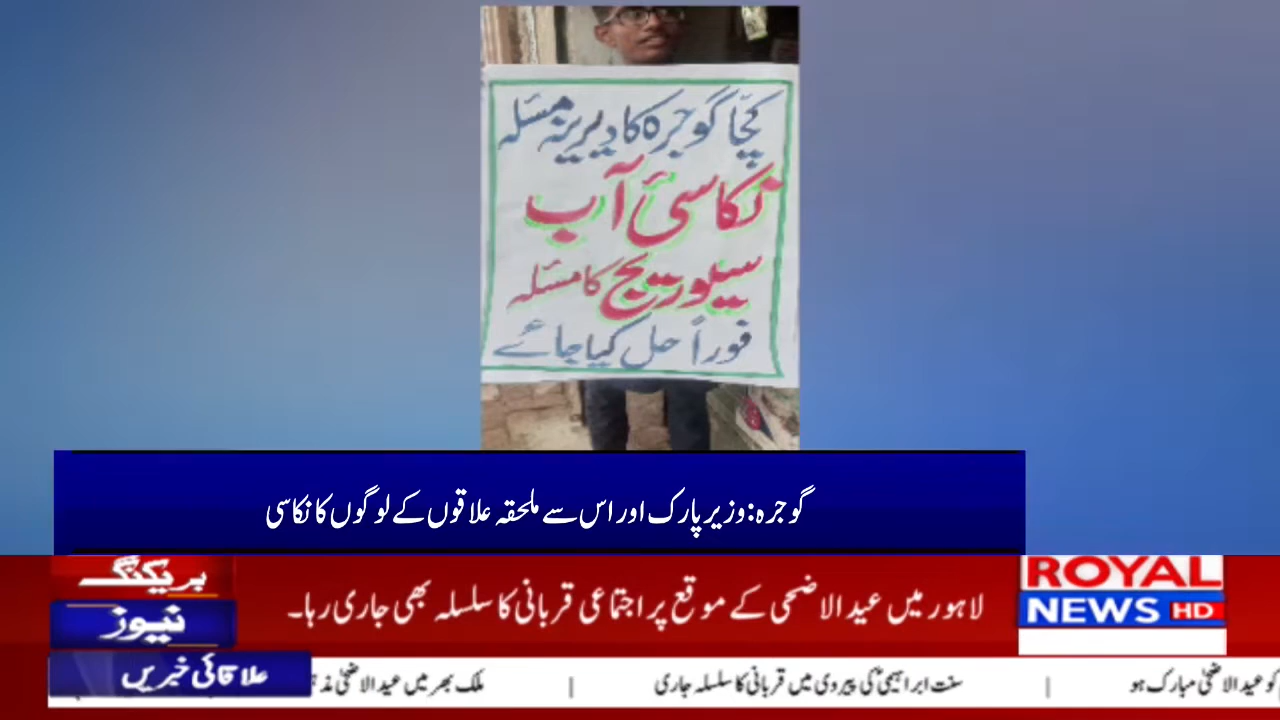 کچّا گوجرہ کا دیرینہ مسئلہ
نکاسیٔ آب
سیوریج کا مسئلہ
فوراً حل کیا جائے
گوجرہ:وزیر پارک اور اس سے ملحقہ علاقوں کے لوگوں کا نکاسی
بریکنگ
نیوز
لاہور میں عیدالاضحی کے موقع پر اجتماعی قربانی کا سلسلہ بھی جاری رہا۔
ROYAL
NEWS HD
علاقائی خبریں
کو عیدالاضحیٰ مبارک ہو | سنت ابراہیمیؑ کی پیروی میں قربانی کا سلسلہ جاری | ملک بھر میں عیدالاضحیٰ